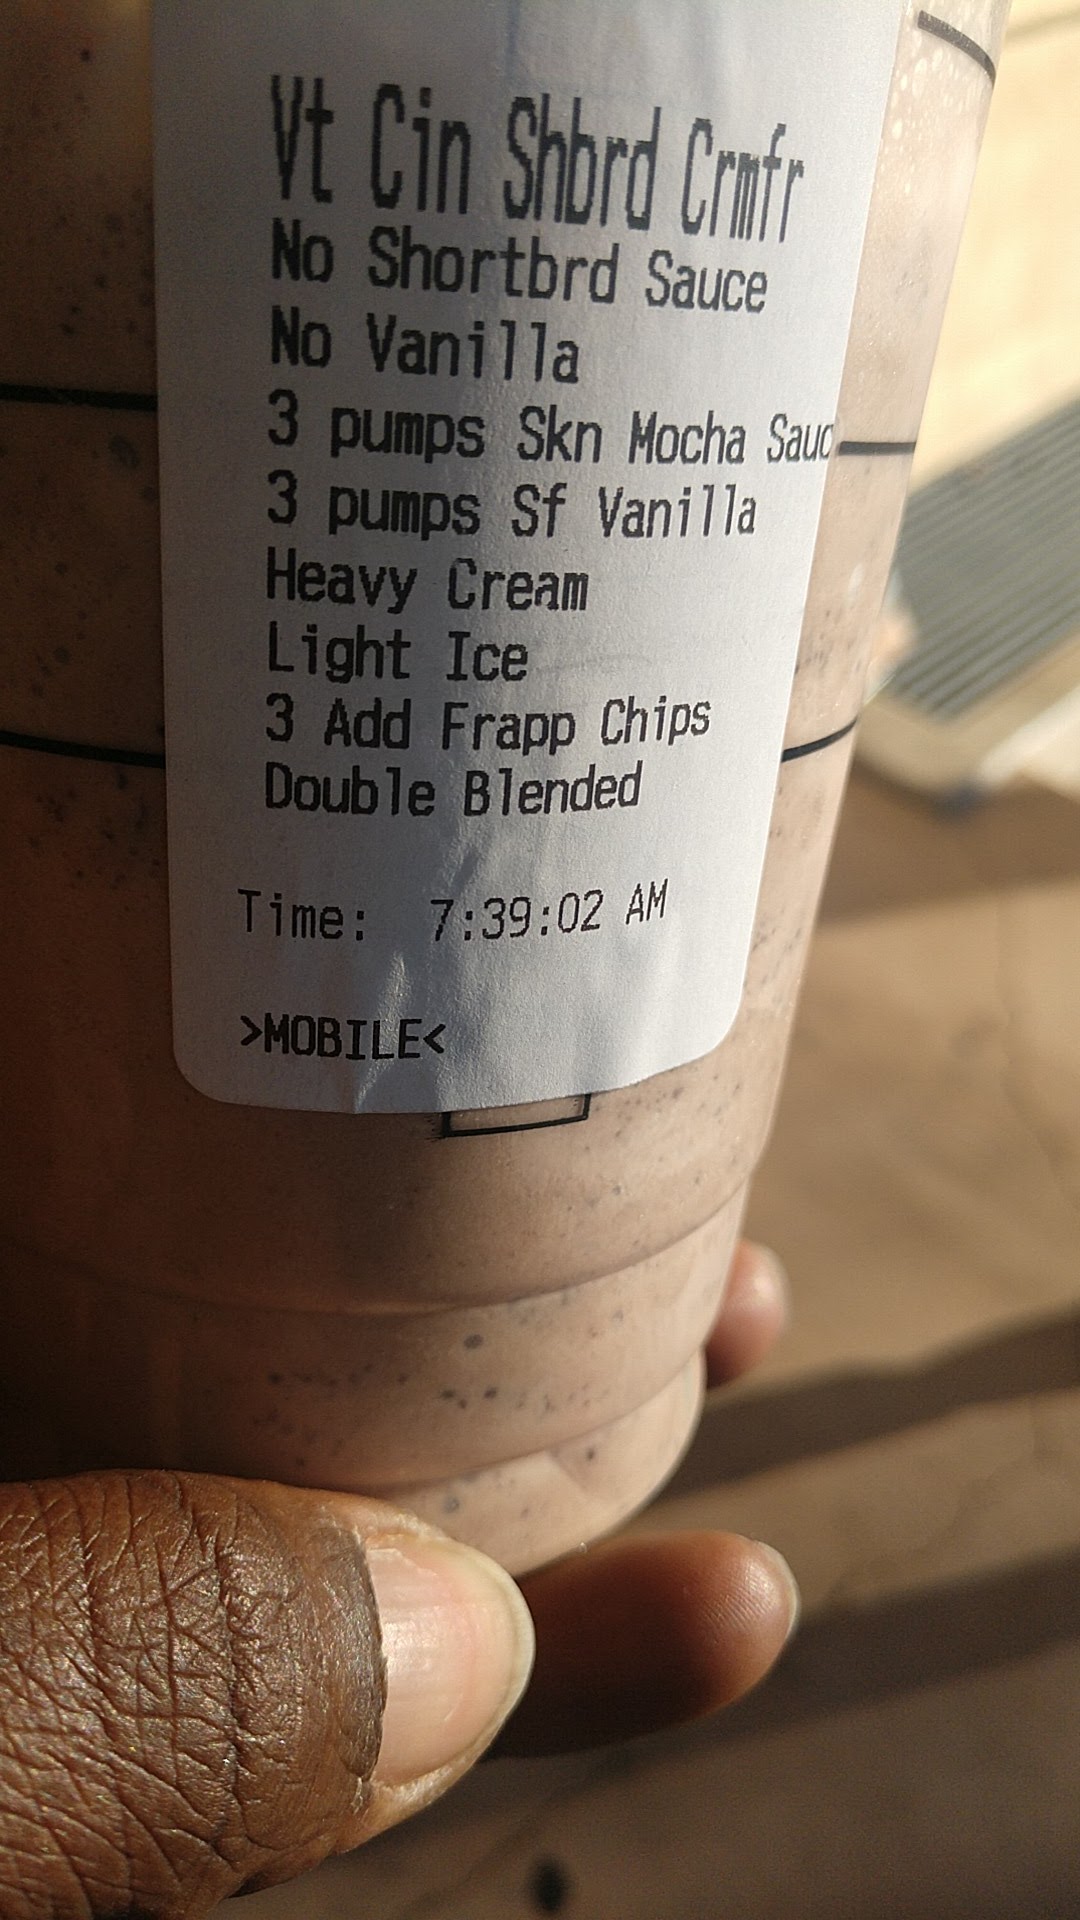 Vt Cin Shbrd Crmfr
No Shortbrd Sauce
No Vanilla
3 pumps Skn Mocha Sauc
3 pumps Sf Vanilla
Heavy Cream
Light Ice
3 Add Frapp Chips
Double Blended
Time: 7:39:02 AM
>MOBILE<